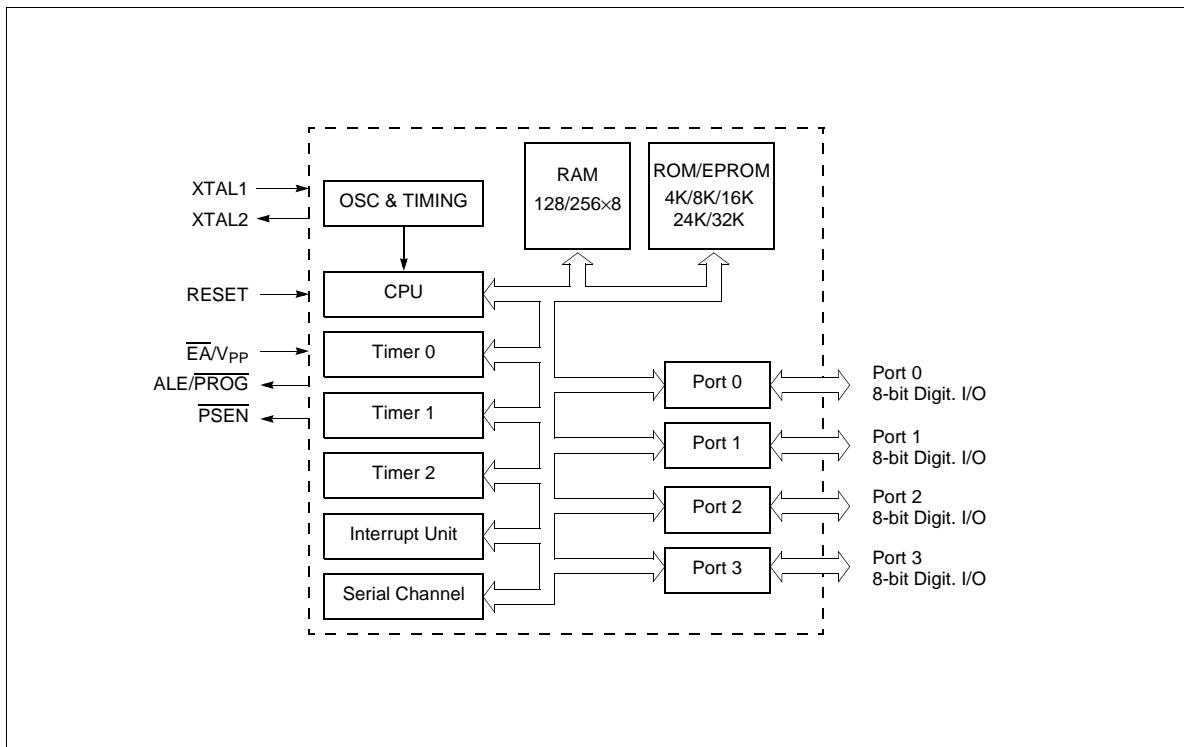 XTAL1
XTAL2
RESET
E̅A̅/VPP
ALE/P̅R̅O̅G̅
P̅S̅E̅N̅
OSC & TIMING
CPU
Timer 0
Timer 1
Timer 2
Interrupt Unit
Serial Channel
RAM
128/256×8
ROM/EPROM
4K/8K/16K
24K/32K
Port 0
Port 1
Port 2
Port 3
Port 0
8-bit Digit. I/O
Port 1
8-bit Digit. I/O
Port 2
8-bit Digit. I/O
Port 3
8-bit Digit. I/O